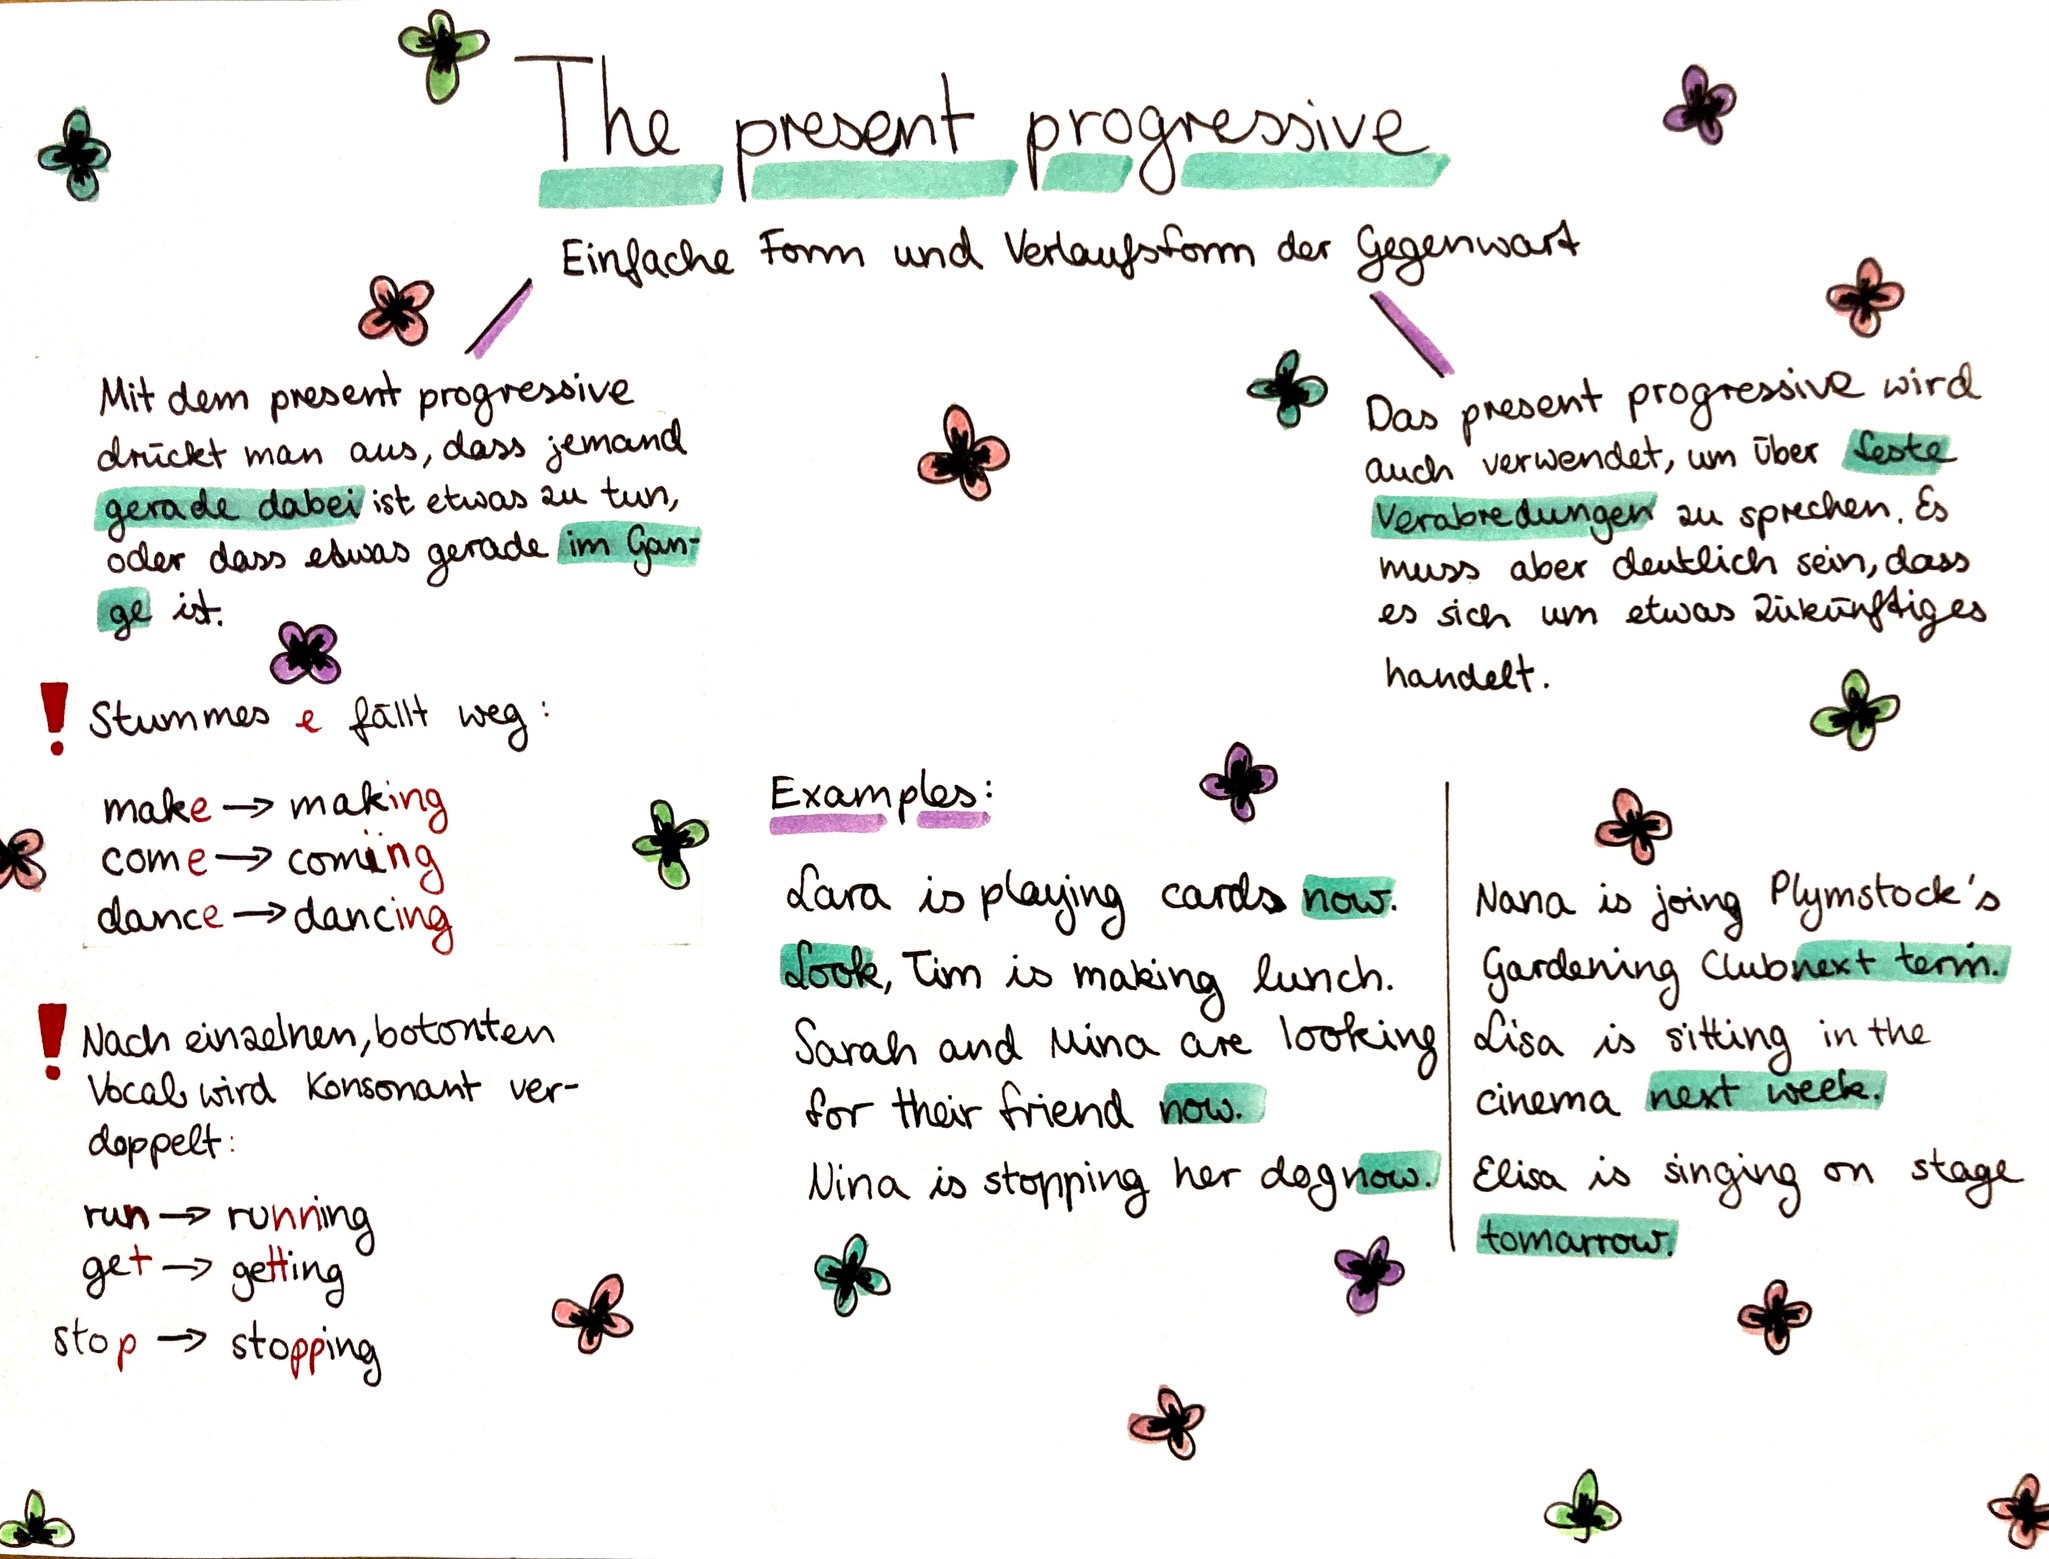 The present progressive
Einfache Form und Verlaufsform der Gegenwart
Mit dem present progressive
drückt man aus, dass jemand
gerade dabei ist etwas zu tun,
oder dass etwas gerade im Gan-
ge ist.
! Stummes e fällt weg:
make → making
come → coming
dance → dancing
! Nach einzelnen, botonten
Vocal wird Konsonant ver-
doppelt:
run → running
get → getting
stop → stopping
Das present progressive wird
auch verwendet, um über feste
Verabredungen zu sprechen. Es
muss aber deutlich sein, dass
es sich um etwas zukünftiges
handelt.
Examples:
Lara is playing cards now.
Look, Tim is making lunch.
Sarah and Mina are looking
for their friend now.
Nina is stopping her dog now.
Nana is joing Plymstock's
Gardening Club next term.
Lisa is sitting in the
cinema next week.
Elisa is singing on stage
tomarrow.